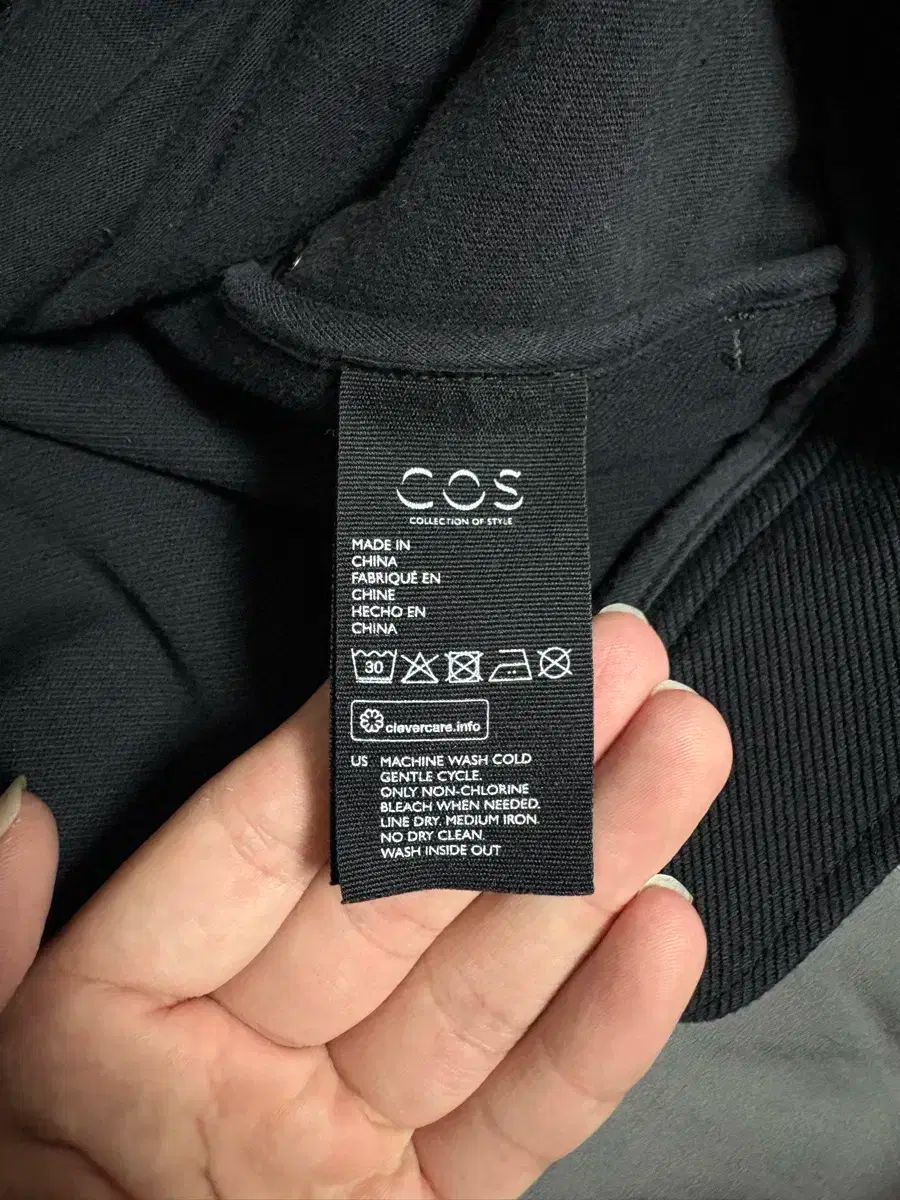 COS
COLLECTION OF STYLE
MADE IN
CHINA
FABRIQUÉ EN
CHINE
HECHO EN
CHINA
30
clevercare.info
US MACHINE WASH COLD
GENTLE CYCLE.
ONLY NON-CHLORINE
BLEACH WHEN NEEDED.
LINE DRY. MEDIUM IRON.
NO DRY CLEAN.
WASH INSIDE OUT